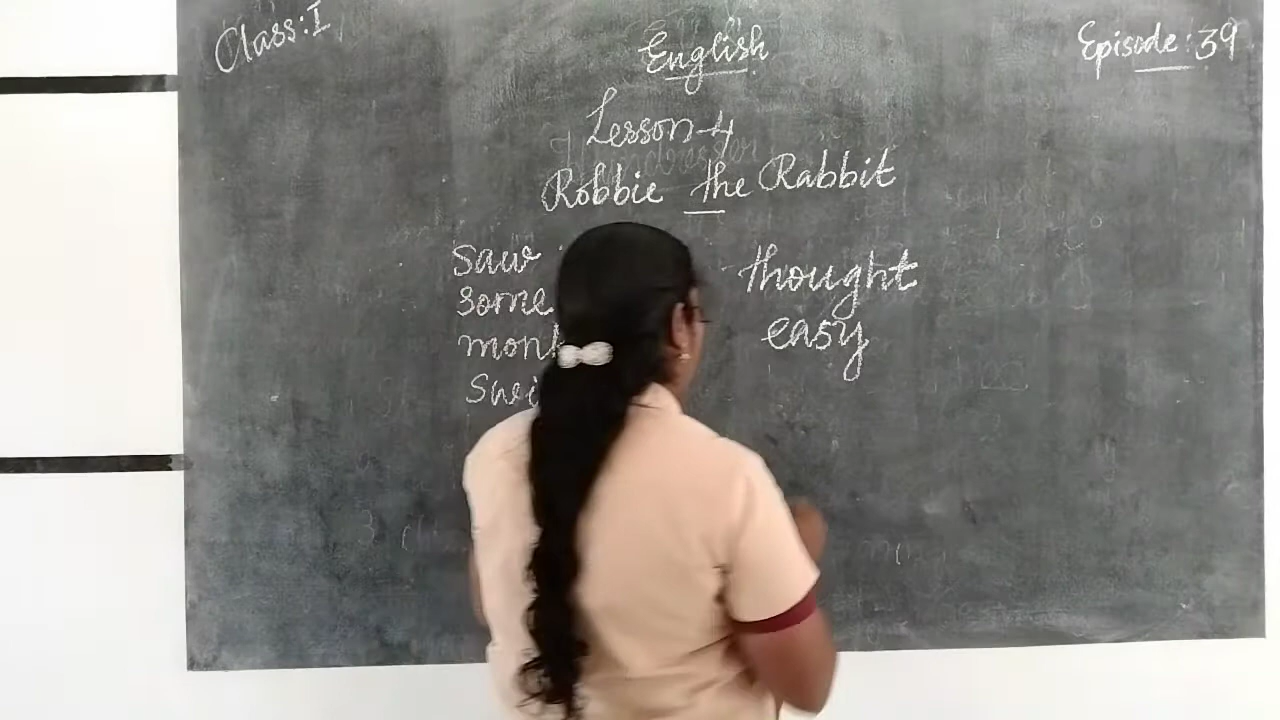 Class: I
English
Episode: 39
Lesson-4
Robbie the Rabbit
saw
some
thought
easy